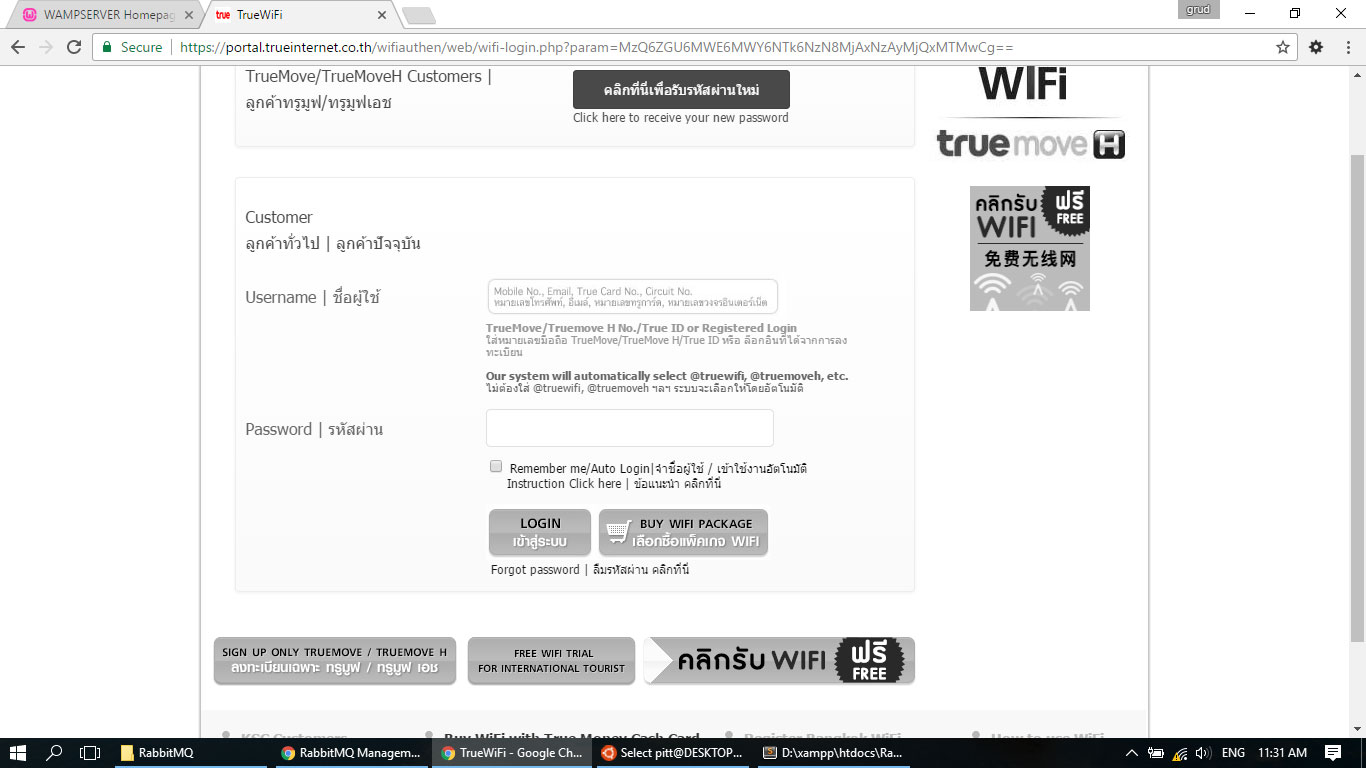 WAMPSERVER Homepag
TrueWiFi
grud
Secure
https://portal.trueinternet.co.th/wifiauthen/web/wifi-login.php?param=MzQ6ZGU6MWE6MWY6NTk6NzN8MjAxNzAyMjQxMTMwCg==
TrueMove/TrueMoveH Customers |
ลูกค้าทรูมูฟ/ทรูมูฟเอช
คลิกที่นี่เพื่อรับรหัสผ่านใหม่
Click here to receive your new password
WIFi
true move H
คลิกรับ ฟรี
WIFI FREE
免费无线网
Customer
ลูกค้าทั่วไป | ลูกค้าปัจจุบัน
Username | ชื่อผู้ใช้
Mobile No., Email, True Card No., Circuit No.
หมายเลขโทรศัพท์, อีเมล์, หมายเลขทรูการ์ด, หมายเลขวงจรอินเตอร์เน็ต
TrueMove/Truemove H No./True ID or Registered Login
ใส่หมายเลขมือถือ TrueMove/TrueMove H/True ID หรือ ล็อกอินที่ได้จากการลง
ทะเบียน
Our system will automatically select @truewifi, @truemoveh, etc.
ไม่ต้องใส่ @truewifi, @truemoveh ฯลฯ ระบบจะเลือกให้โดยอัตโนมัติ
Password | รหัสผ่าน
Remember me/Auto Login|จำชื่อผู้ใช้ / เข้าใช้งานอัตโนมัติ
Instruction Click here | ข้อแนะนำ คลิกที่นี่
LOGIN
เข้าสู่ระบบ
BUY WIFI PACKAGE
เลือกซื้อแพ็คเกจ WIFI
Forgot password | ลืมรหัสผ่าน คลิกที่นี่
SIGN UP ONLY TRUEMOVE / TRUEMOVE H
ลงทะเบียนเฉพาะ ทรูมูฟ / ทรูมูฟ เอช
FREE WIFI TRIAL
FOR INTERNATIONAL TOURIST
คลิกรับ WIFI ฟรี
FREE
KSC Customers
Buy WiFi with True Money Cash Card
Register Bangkok WiFi
How to use WiFi
RabbitMQ
RabbitMQ Managem...
TrueWiFi - Google Ch...
Select pitt@DESKTOP...
D:\xampp\htdocs\Ra...
ENG
11:31 AM